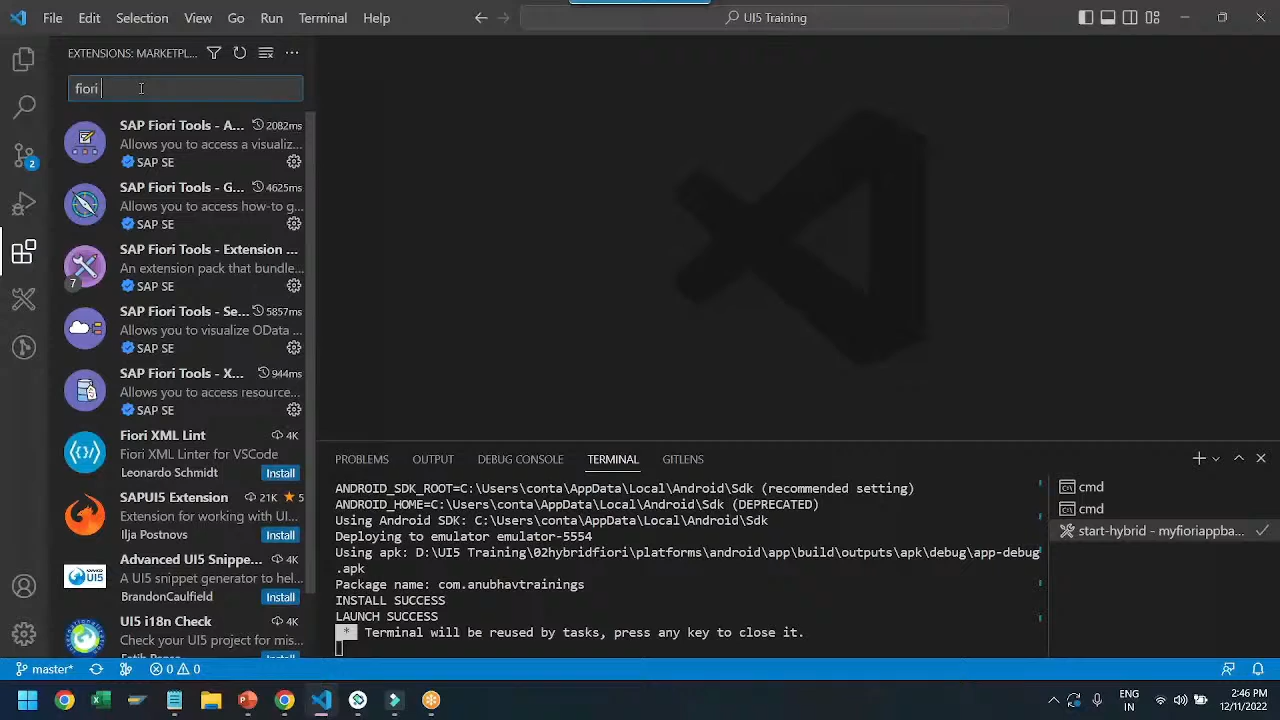 File Edit Selection View Go Run Terminal Help
UI5 Training
EXTENSIONS: MARKETPL...
fiori
SAP Fiori Tools - A... 2082ms
Allows you to access a visualiz...
SAP SE
SAP Fiori Tools - G... 4625ms
Allows you to access how-to g...
SAP SE
SAP Fiori Tools - Extension ...
An extension pack that bundle...
7
SAP SE
SAP Fiori Tools - Se... 5857ms
Allows you to visualize OData ...
SAP SE
SAP Fiori Tools - X... 944ms
Allows you to access resource...
SAP SE
Fiori XML Lint 4K
Fiori XML Linter for VSCode
Leonardo Schmidt Install
SAPUI5 Extension 21K 5
Extension for working with UI...
Ilja Postnovs Install
Advanced UI5 Snippe... 4K
A UI5 snippet generator to hel...
UI5
BrandonCaulfield Install
UI5 i18n Check 4K
Check your UI5 project for mis...
2
PROBLEMS OUTPUT DEBUG CONSOLE TERMINAL GITLENS
ANDROID_SDK_ROOT=C:\Users\conta\AppData\Local\Android\Sdk (recommended setting)
ANDROID_HOME=C:\Users\conta\AppData\Local\Android\Sdk (DEPRECATED)
Using Android SDK: C:\Users\conta\AppData\Local\Android\Sdk
Deploying to emulator emulator-5554
Using apk: D:\UI5 Training\02hybridfiori\platforms\android\app\build\outputs\apk\debug\app-debug
.apk
Package name: com.anubhavtrainings
INSTALL SUCCESS
LAUNCH SUCCESS
* Terminal will be reused by tasks, press any key to close it.
cmd
cmd
start-hybrid - myfioriappba...
master* 0 0
ENG
IN
2:46 PM
12/11/2022